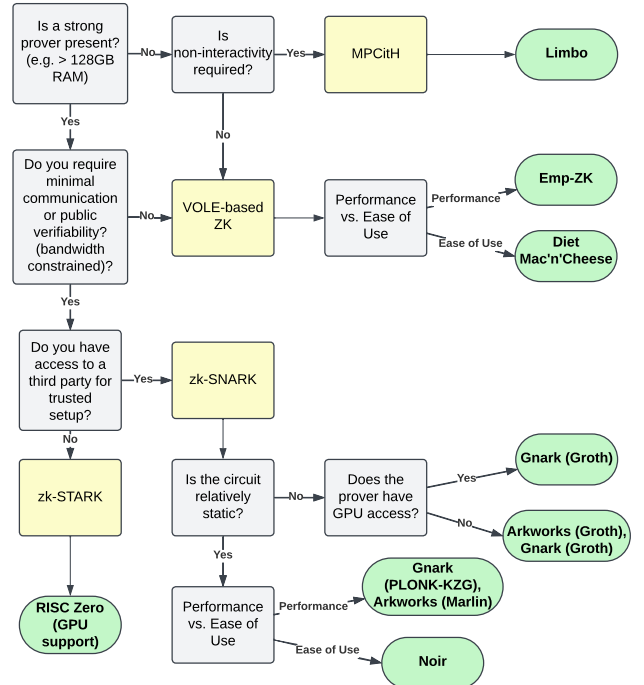 Is a strong
prover present?
(e.g. > 128GB
RAM)
No
Is
non-interactivity
required?
Yes
MPCitH
Limbo
Yes
No
Do you require
minimal
communication
or public
verifiability?
(bandwidth
constrained)?
No
VOLE-based
ZK
Performance
vs. Ease of
Use
Performance
Emp-ZK
Ease of Use
Diet
Mac'n'Cheese
Yes
Do you have
access to a
third party for
trusted
setup?
Yes
zk-SNARK
No
zk-STARK
Is the circuit
relatively
static?
No
Does the
prover have
GPU access?
Yes
Gnark (Groth)
No
Arkworks (Groth),
Gnark (Groth)
Yes
RISC Zero
(GPU
support)
Performance
vs. Ease of
Use
Performance
Gnark
(PLONK-KZG),
Arkworks (Marlin)
Ease of Use
Noir